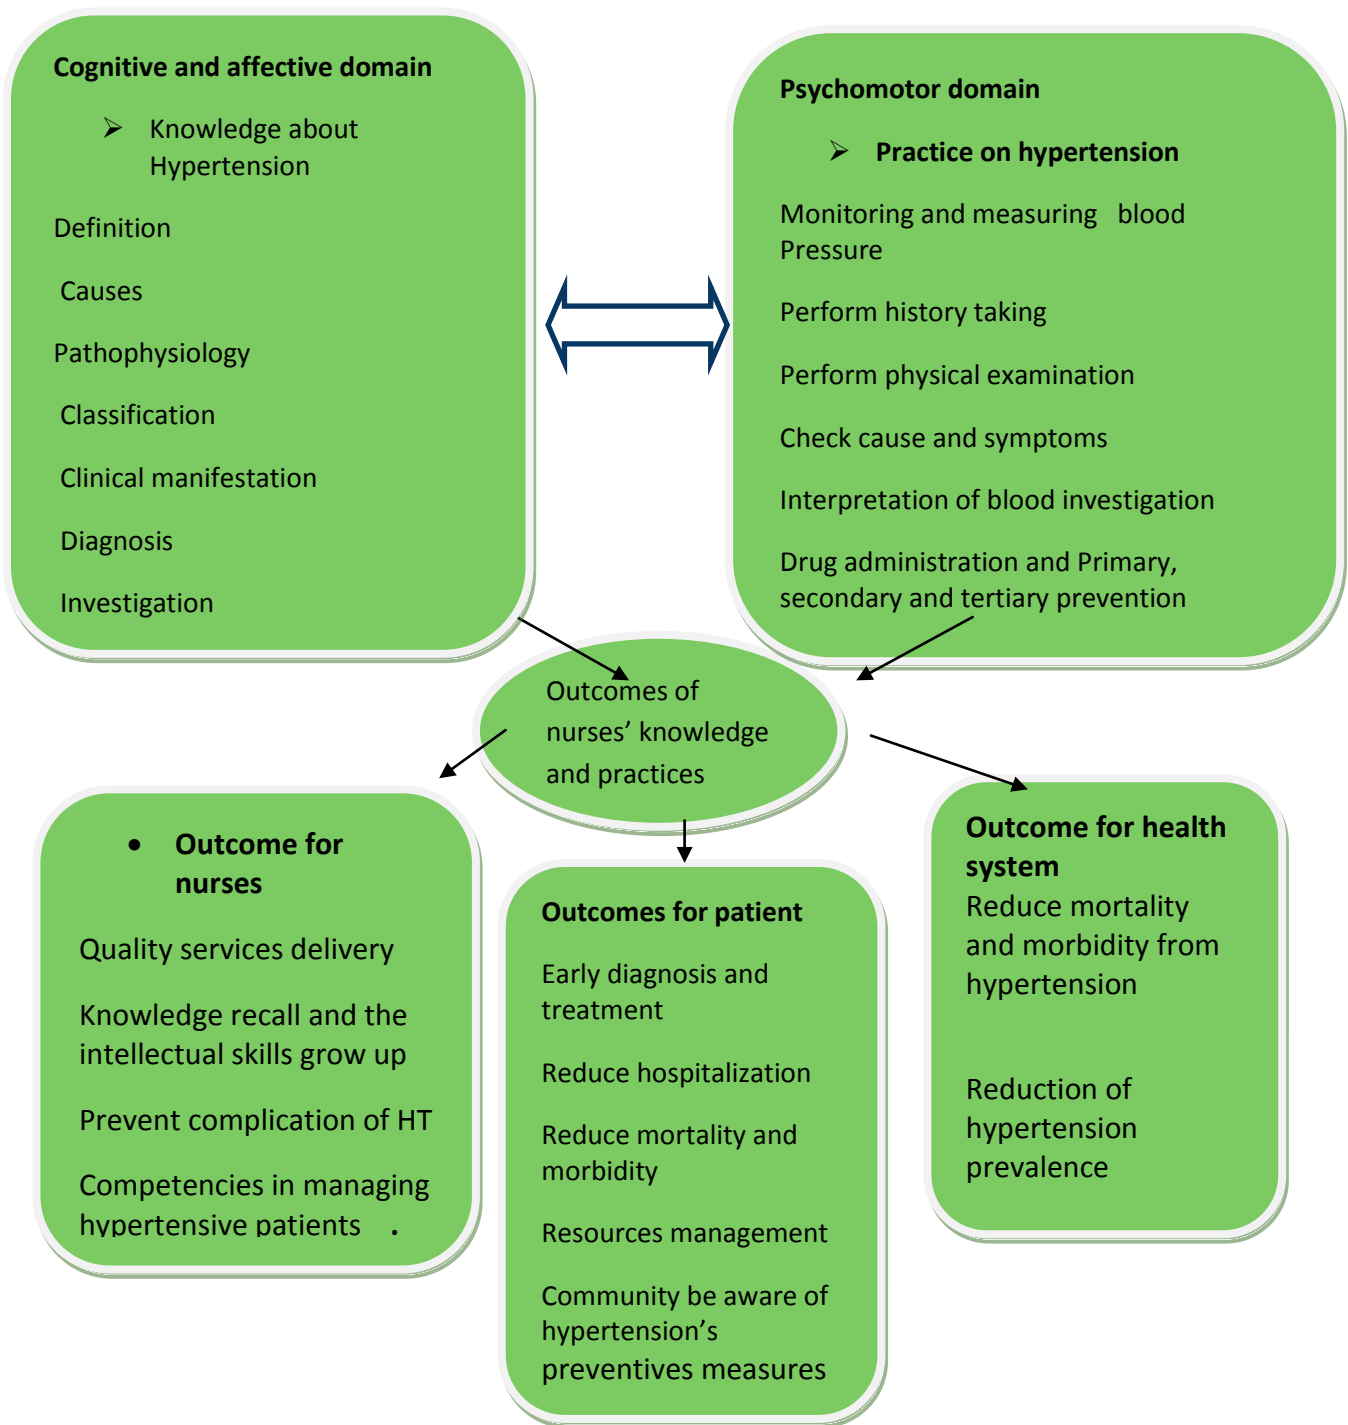 Cognitive and affective domain
➢ Knowledge about
Hypertension
Definition
Causes
Pathophysiology
Classification
Clinical manifestation
Diagnosis
Investigation
Psychomotor domain
➢ Practice on hypertension
Monitoring and measuring blood
Pressure
Perform history taking
Perform physical examination
Check cause and symptoms
Interpretation of blood investigation
Drug administration and Primary,
secondary and tertiary prevention
Outcomes of
nurses’ knowledge
and practices
• Outcome for
nurses
Quality services delivery
Knowledge recall and the
intellectual skills grow up
Prevent complication of HT
Competencies in managing
hypertensive patients .
Outcomes for patient
Early diagnosis and
treatment
Reduce hospitalization
Reduce mortality and
morbidity
Resources management
Community be aware of
hypertension’s
preventives measures
Outcome for health
system
Reduce mortality
and morbidity from
hypertension
Reduction of
hypertension
prevalence